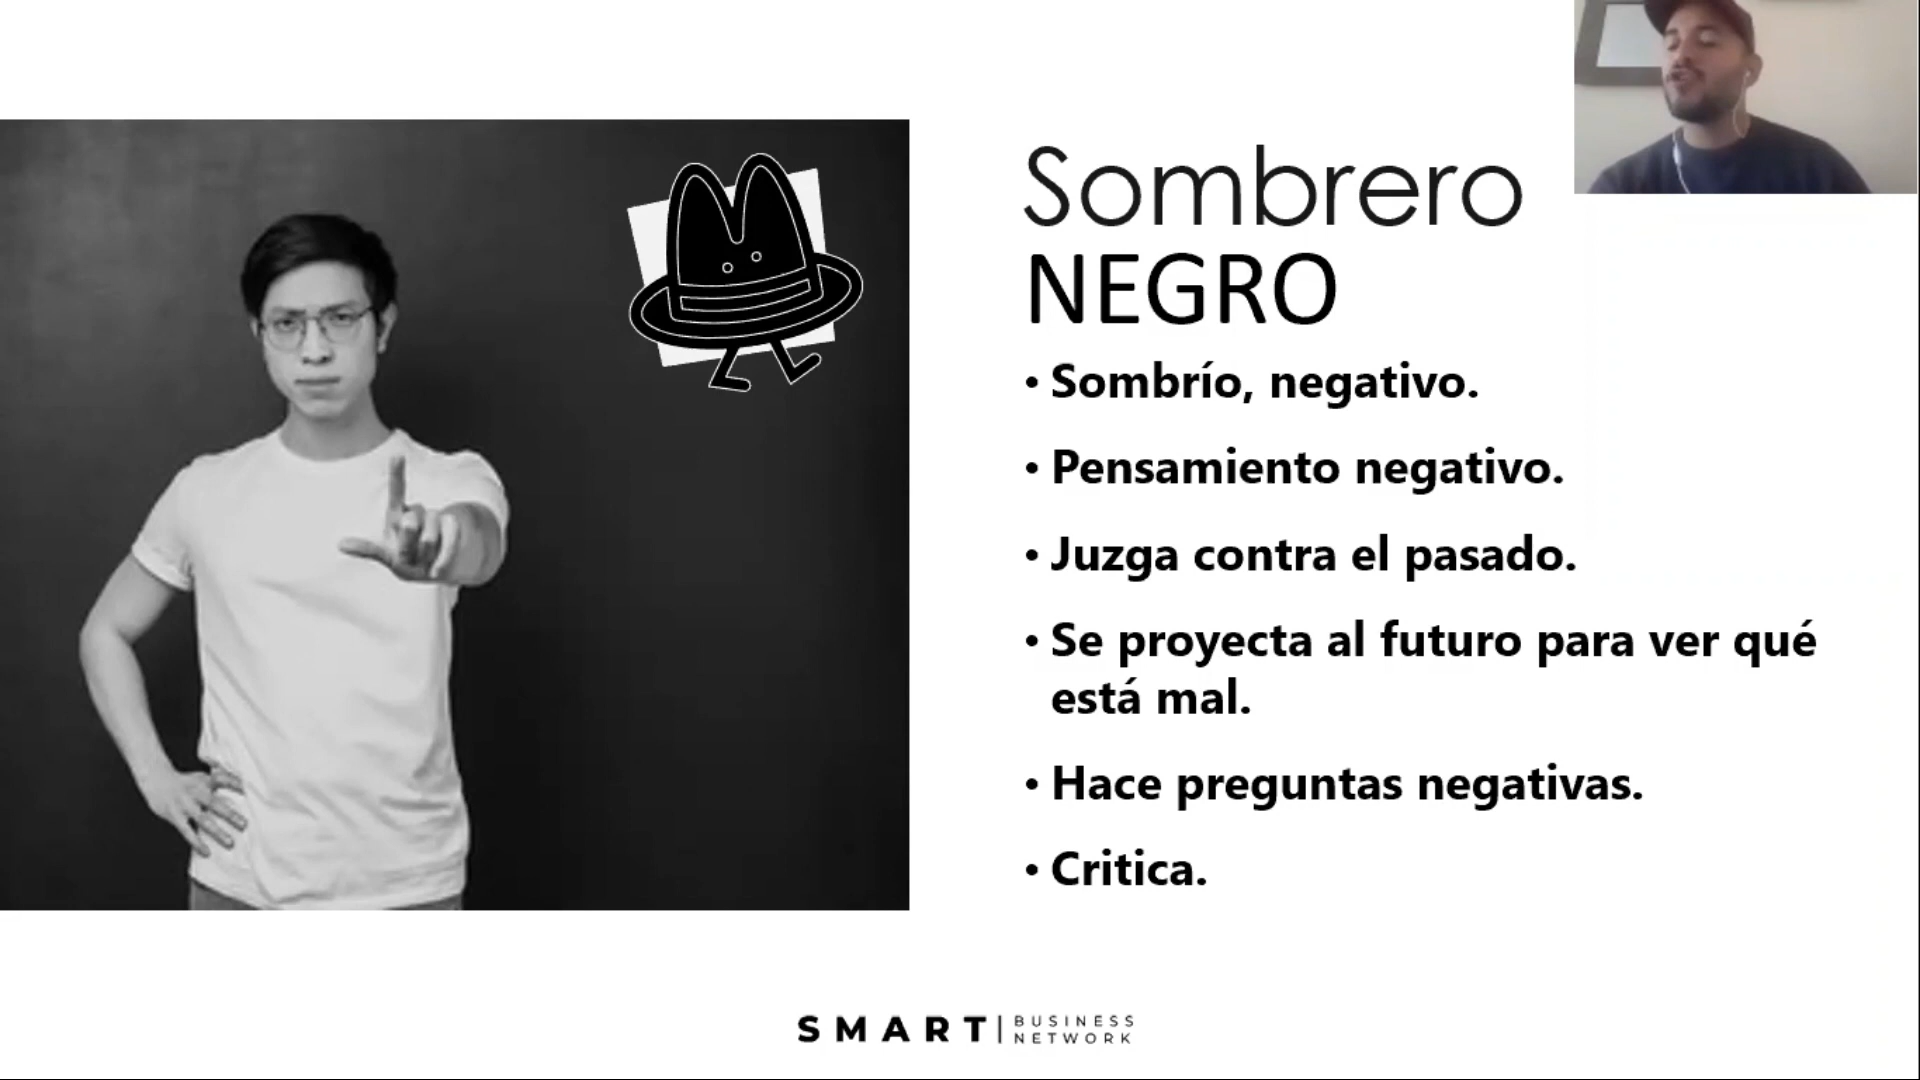 Sombrero
NEGRO
• Sombrío, negativo.
• Pensamiento negativo.
• Juzga contra el pasado.
• Se proyecta al futuro para ver qué
está mal.
• Hace preguntas negativas.
• Critica.
SMART | BUSINESS
NETWORK